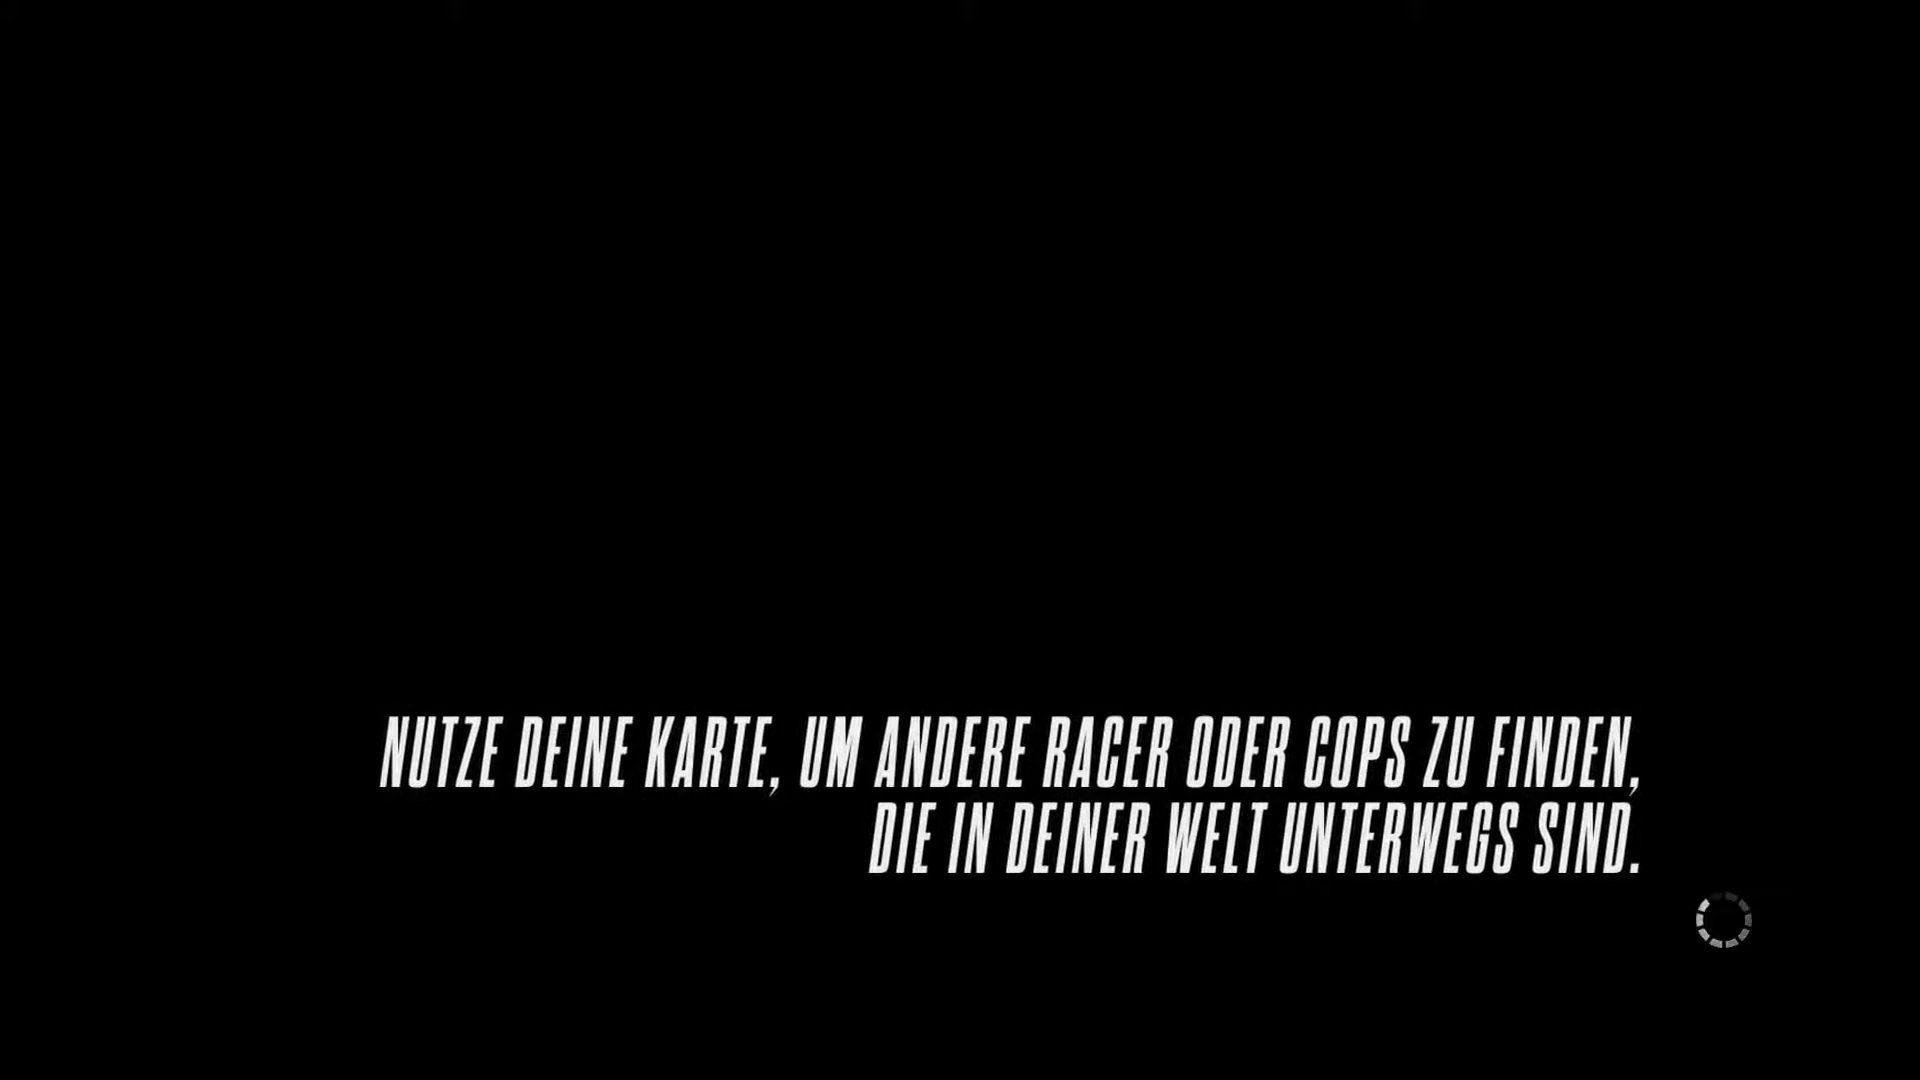 NUTZE DEINE KARTE, UM ANDERE RACER ODER COPS ZU FINDEN,
DIE IN DEINER WELT UNTERWEGS SIND.